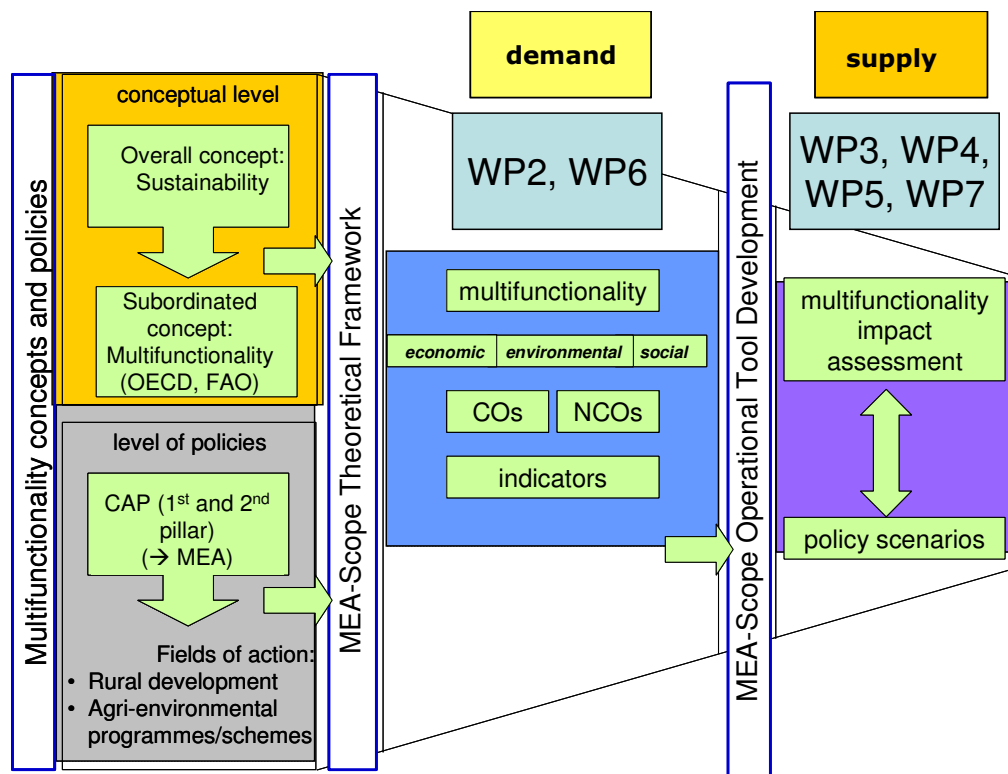 Multifunctionality concepts and policies
conceptual level
Overall concept:
Sustainability
Subordinated
concept:
Multifunctionality
(OECD, FAO)
level of policies
CAP (1st and 2nd
pillar)
(→ MEA)
Fields of action:
• Rural development
• Agri-environmental
programmes/schemes
MEA-Scope Theoretical Framework
demand
WP2, WP6
multifunctionality
economic environmental social
COs NCOs
indicators
MEA-Scope Operational Tool Development
supply
WP3, WP4,
WP5, WP7
multifunctionality
impact
assessment
policy scenarios